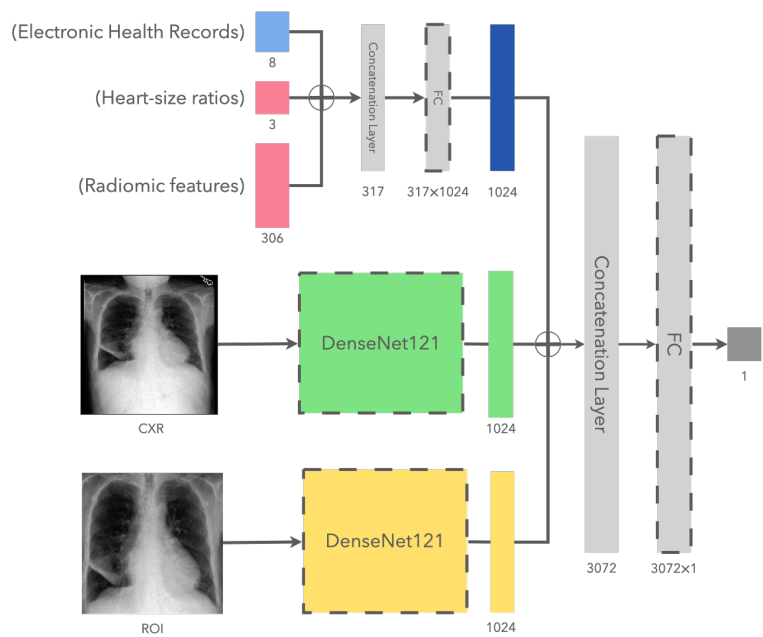 (Electronic Health Records)
8
(Heart-size ratios)
3
(Radiomic features)
306
Concatenation Layer
317
FC
317×1024
1024
CXR
DenseNet121
1024
ROI
DenseNet121
1024
Concatenation Layer
3072
FC
3072×1
1